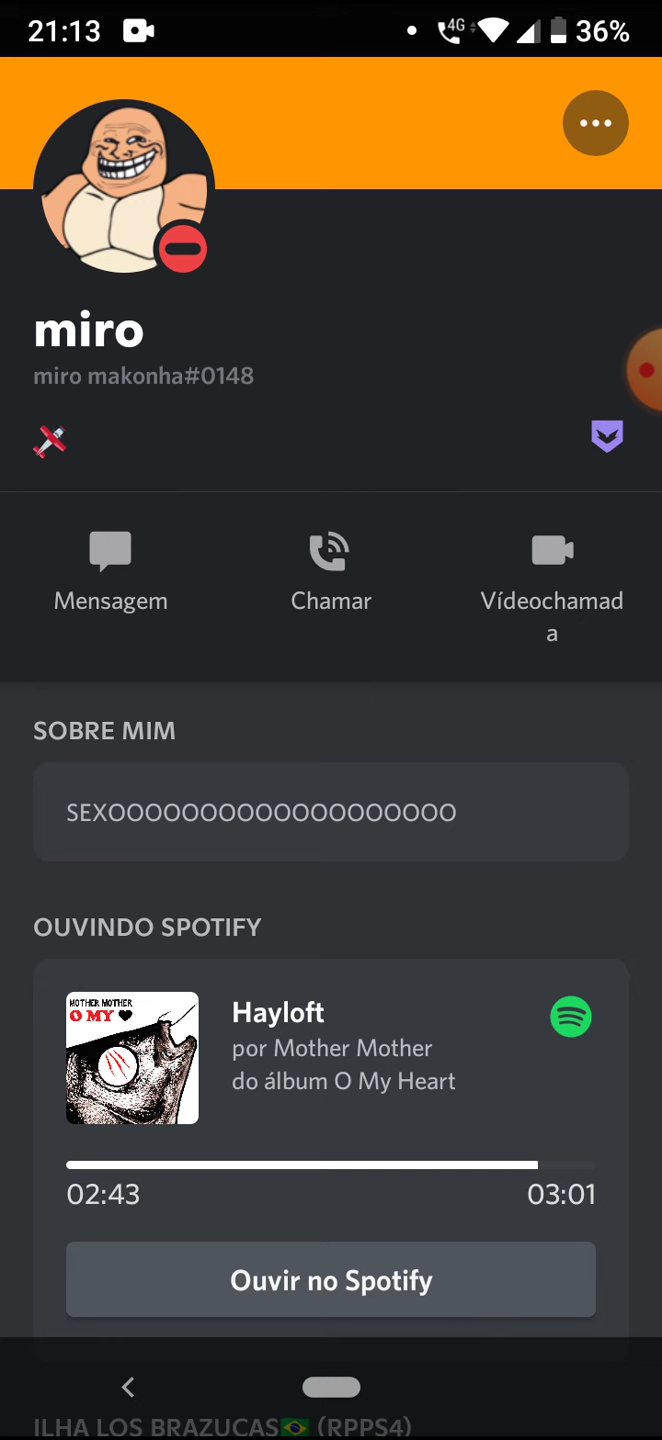 21:13
4G
36%
miro
miro makonha#0148
Mensagem
Chamar
Vídeochamad
a
SOBRE MIM
SEXOOOOOOOOOOOOOOOOOOO
OUVINDO SPOTIFY
MOTHER MOTHER
O MY
Hayloft
por Mother Mother
do álbum O My Heart
02:43
03:01
Ouvir no Spotify
ILHA LOS BRAZUCAS🇧🇷 (RPPS4)